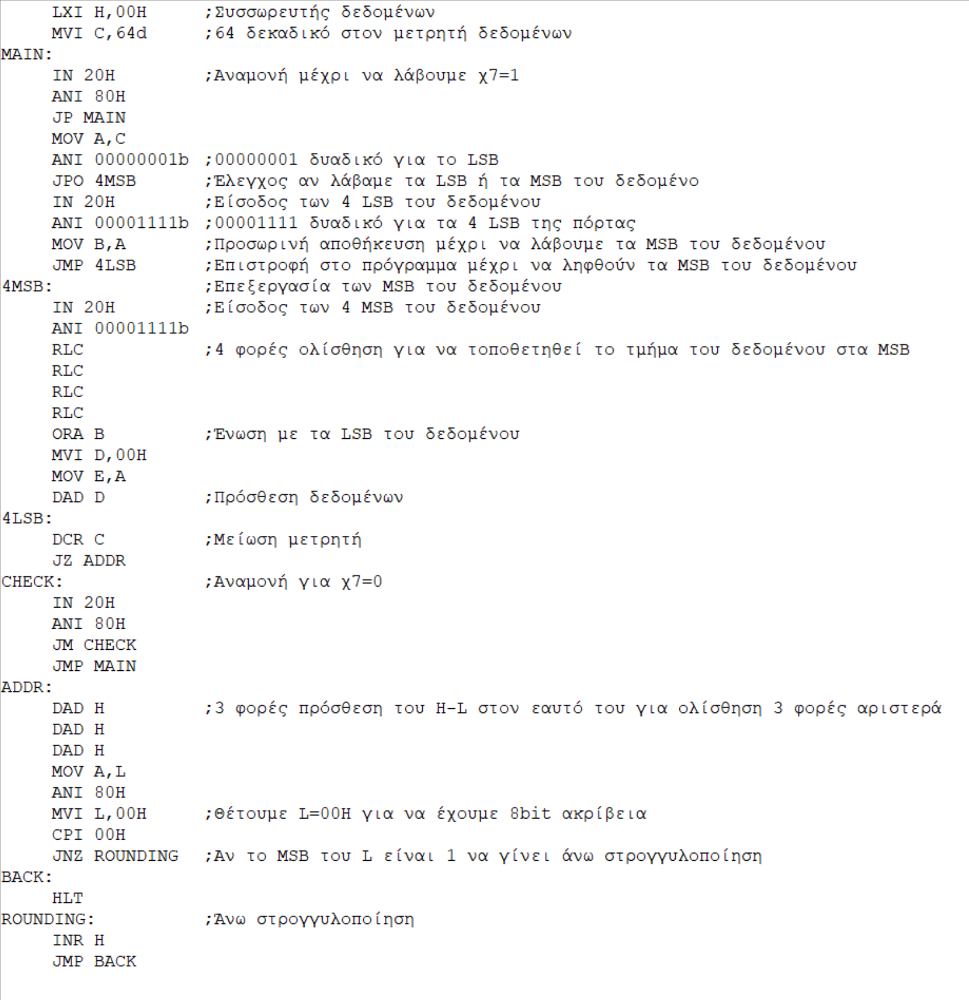 LXI H,00H ;Συσσωρευτής δεδομένων
MVI C,64d ;64 δεκαδικό στον μετρητή δεδομένων
MAIN:
IN 20H ;Αναμονή μέχρι να λάβουμε χ7=1
ANI 80H
JP MAIN
MOV A,C
ANI 00000001b ;00000001 δυαδικό για το LSB
JPO 4MSB ;Έλεγχος αν λάβαμε τα LSB ή τα MSB του δεδομένο
IN 20H ;Είσοδος των 4 LSB του δεδομένου
ANI 00001111b ;00001111 δυαδικό για τα 4 LSB της πόρτας
MOV B,A ;Προσωρινή αποθήκευση μέχρι να λάβουμε τα MSB του δεδομένου
JMP 4LSB ;Επιστροφή στο πρόγραμμα μέχρι να ληφθούν τα MSB του δεδομένου
4MSB: ;Επεξεργασία των MSB του δεδομένου
IN 20H ;Είσοδος των 4 MSB του δεδομένου
ANI 00001111b
RLC ;4 φορές ολίσθηση για να τοποθετηθεί το τμήμα του δεδομένου στα MSB
RLC
RLC
RLC
ORA B ;Ένωση με τα LSB του δεδομένου
MVI D,00H
MOV E,A
DAD D ;Πρόσθεση δεδομένων
4LSB:
DCR C ;Μείωση μετρητή
JZ ADDR
CHECK: ;Αναμονή για χ7=0
IN 20H
ANI 80H
JM CHECK
JMP MAIN
ADDR:
DAD H ;3 φορές πρόσθεση του H-L στον εαυτό του για ολίσθηση 3 φορές αριστερά
DAD H
DAD H
MOV A,L
ANI 80H
MVI L,00H ;Θέτουμε L=00H για να έχουμε 8bit ακρίβεια
CPI 00H
JNZ ROUNDING ;Αν το MSB του L είναι 1 να γίνει άνω στρογγυλοποίηση
BACK:
HLT
ROUNDING: ;Άνω στρογγυλοποίηση
INR H
JMP BACK